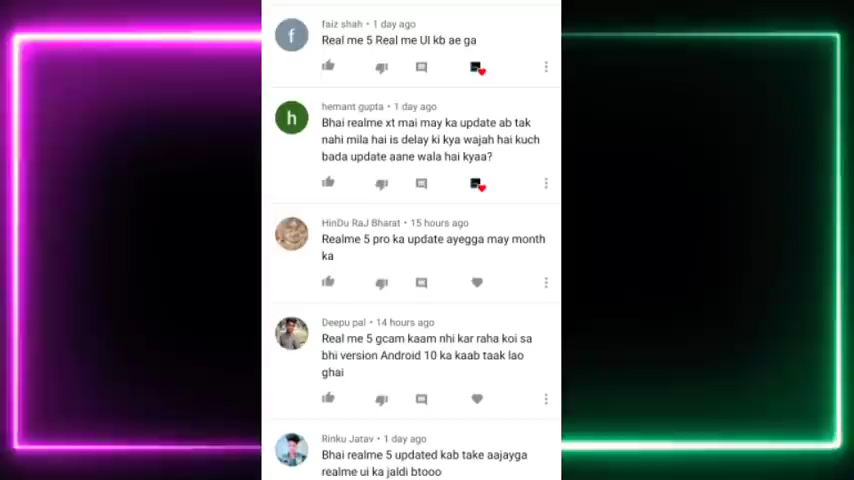 faiz shah • 1 day ago
Real me 5 Real me UI kb ae ga
hemant gupta • 1 day ago
Bhai realme xt mai may ka update ab tak
nahi mila hai is delay ki kya wajah hai kuch
bada update aane wala hai kyaa?
HinDu RaJ Bharat • 15 hours ago
Realme 5 pro ka update ayegga may month
ka
Deepu pal • 14 hours ago
Real me 5 gcam kaam nhi kar raha koi sa
bhi version Android 10 ka kaab taak lao
ghai
Rinku Jatav • 1 day ago
Bhai realme 5 updated kab take aajayga
realme ui ka jaldi btooo